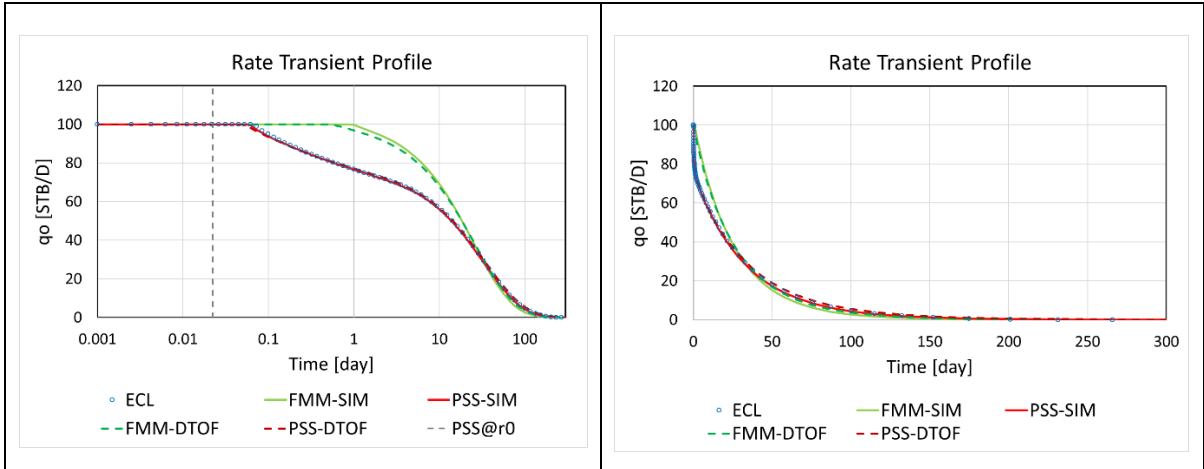 Rate Transient Profile
120
100
80
60
40
20
0
qo [STB/D]
0.001 0.01 0.1 1 10 100
Time [day]
ECL FMM-SIM PSS-SIM
FMM-DTOF PSS-DTOF PSS@r0
Rate Transient Profile
120
100
80
60
40
20
0
qo [STB/D]
0 50 100 150 200 250 300
Time [day]
ECL FMM-SIM PSS-SIM
FMM-DTOF PSS-DTOF